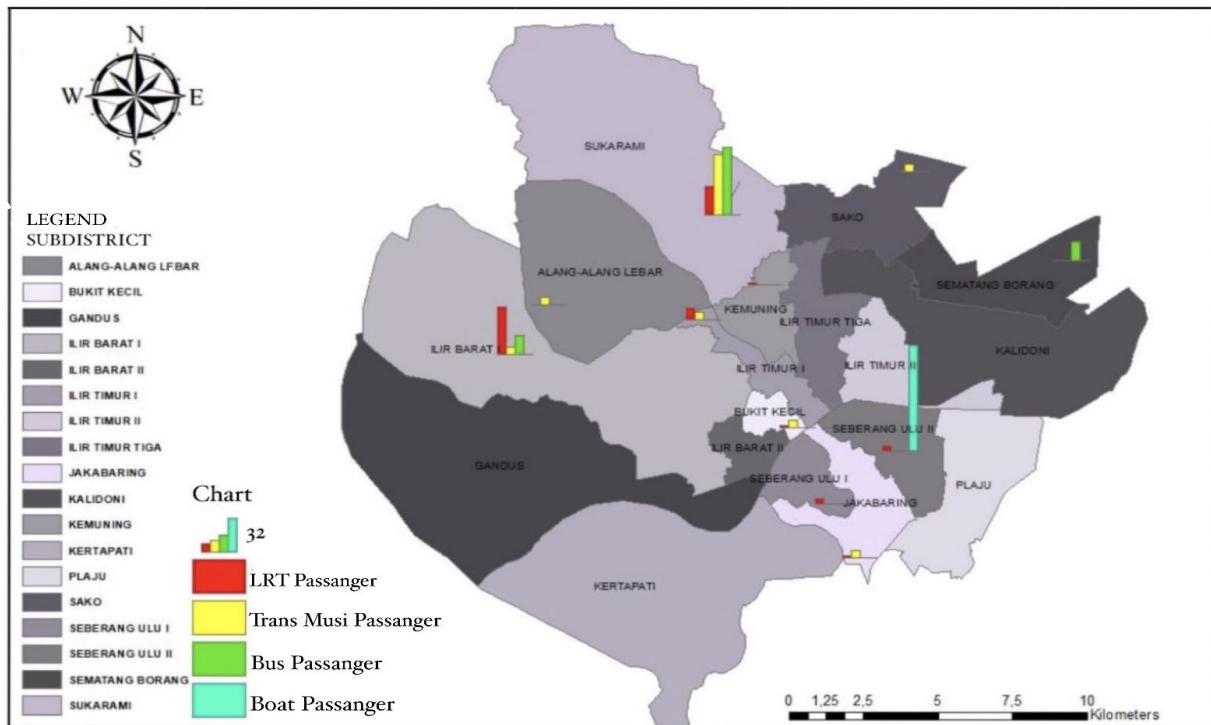 N
W E
S
LEGEND
SUBDISTRICT
ALANG-ALANG LEBAR
BUKIT KECIL
GANDUS
ILIR BARAT I
ILIR BARAT II
ILIR TIMUR I
ILIR TIMUR II
ILIR TIMUR TIGA
JAKABARING
KALIDONI
KEMUNING
KERTAPATI
PLAJU
SAKO
SEBERANG ULU I
SEBERANG ULU II
SEMATANG BORANG
SUKARAMI
Chart
32
LRT Passanger
Trans Musi Passanger
Bus Passanger
Boat Passanger
SUKARAMI
SAKO
ALANG-ALANG LEBAR
SEMATANG BORANG
KEMUNING
ILIR TIMUR TIGA
ILIR BARAT I
KALIDONI
ILIR TIMUR I
ILIR TIMUR II
BUKIT KECIL
SEBERANG ULU II
ILIR BARAT II
GANDUS
SEBERANG ULU I
PLAJU
JAKABARING
KERTAPATI
0 1,25 2,5 5 7,5 10
Kilometers